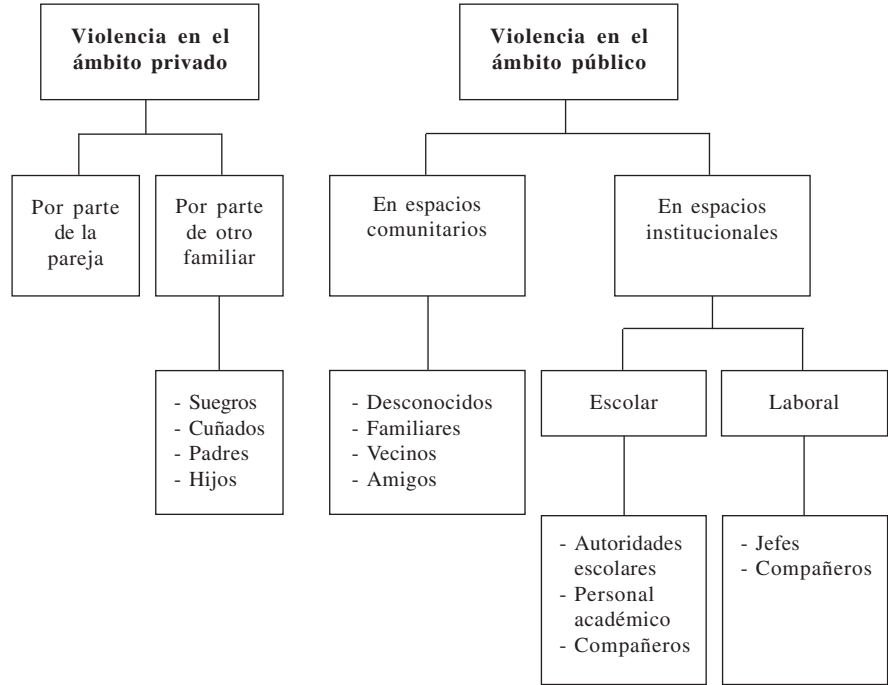 Violencia en el
ámbito privado
Violencia en el
ámbito público
Por parte
de la
pareja
Por parte
de otro
familiar
En espacios
comunitarios
En espacios
institucionales
- Suegros
- Cuñados
- Padres
- Hijos
- Desconocidos
- Familiares
- Vecinos
- Amigos
Escolar
Laboral
- Autoridades
escolares
- Personal
académico
- Compañeros
- Jefes
- Compañeros